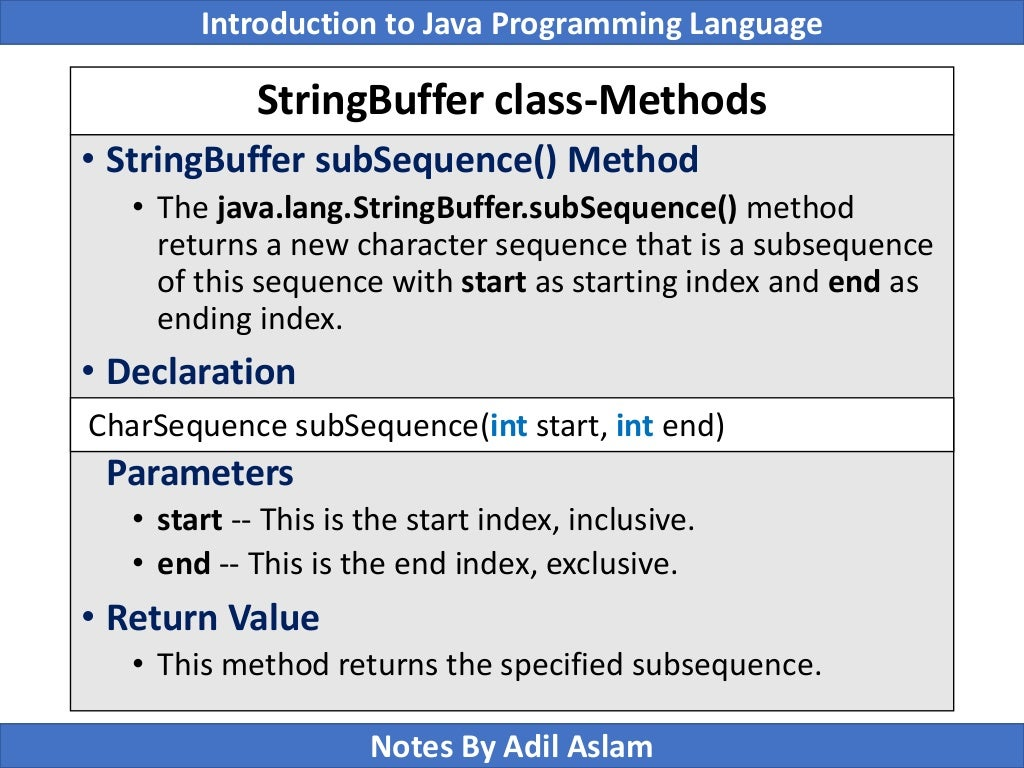 Introduction to Java Programming Language
StringBuffer class-Methods
• StringBuffer subSequence() Method
• The java.lang.StringBuffer.subSequence() method
returns a new character sequence that is a subsequence
of this sequence with start as starting index and end as
ending index.
• Declaration
CharSequence subSequence(int start, int end)
Parameters
• start -- This is the start index, inclusive.
• end -- This is the end index, exclusive.
• Return Value
• This method returns the specified subsequence.
Notes By Adil Aslam